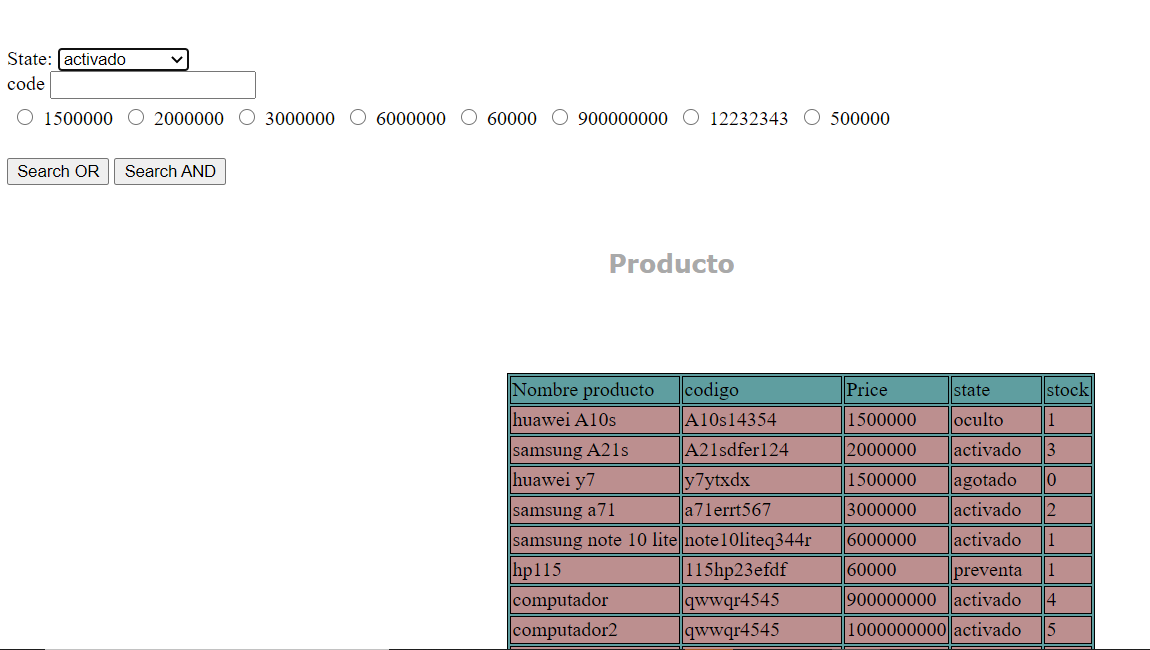 State: activado
code
1500000 2000000 3000000 6000000 60000 900000000 12232343 500000
Search OR Search AND
Producto
Nombre producto codigo Price state stock
huawei A10s A10s14354 1500000 oculto 1
samsung A21s A21sdfer124 2000000 activado 3
huawei y7 y7ytxdx 1500000 agotado 0
samsung a71 a71errt567 3000000 activado 2
samsung note 10 lite note10liteq344r 6000000 activado 1
hp115 115hp23efdf 60000 preventa 1
computador qwwqr4545 900000000 activado 4
computador2 qwwqr4545 1000000000 activado 5